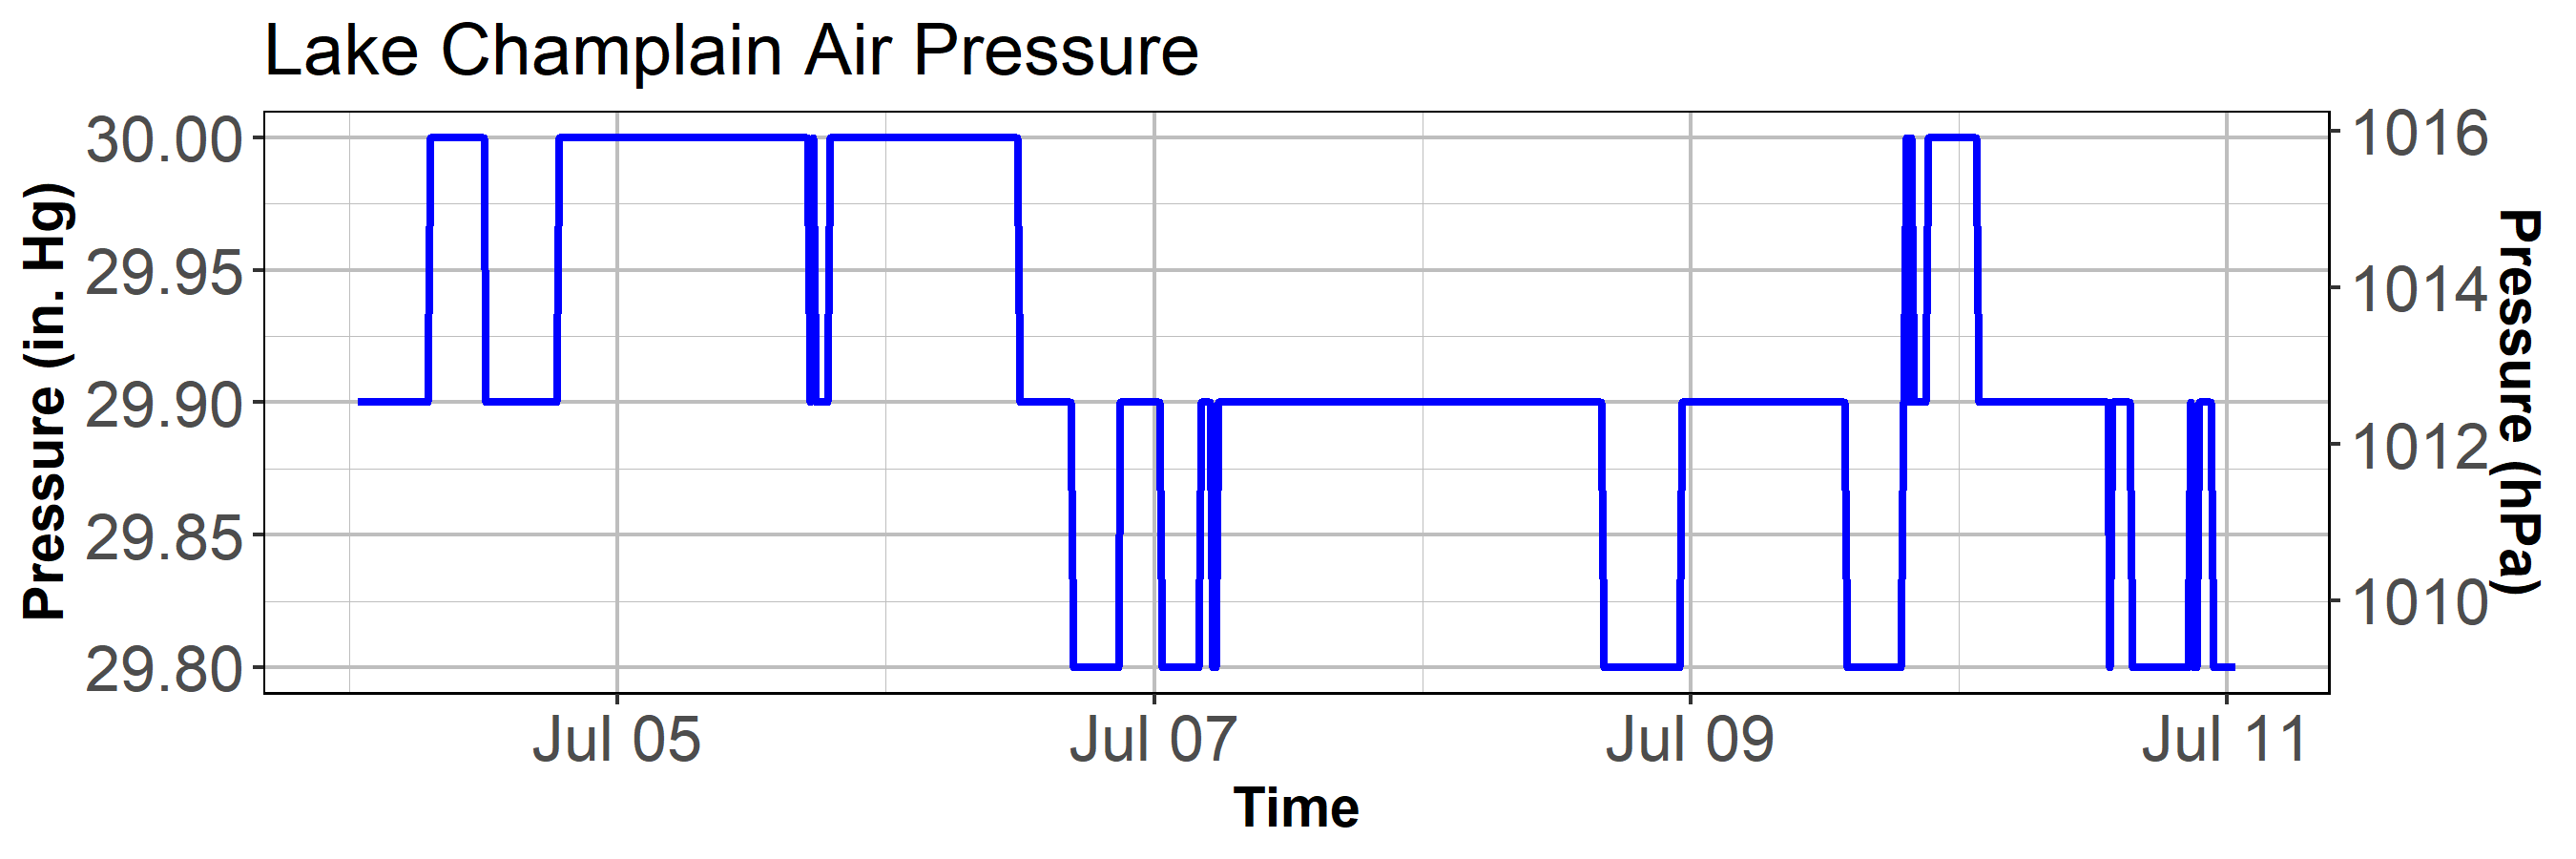 Lake Champlain Air Pressure
Pressure (in. Hg)
30.00
29.95
29.90
29.85
29.80
1016
1014
1012
1010
Pressure (hPa)
Jul 05
Jul 07
Jul 09
Jul 11
Time